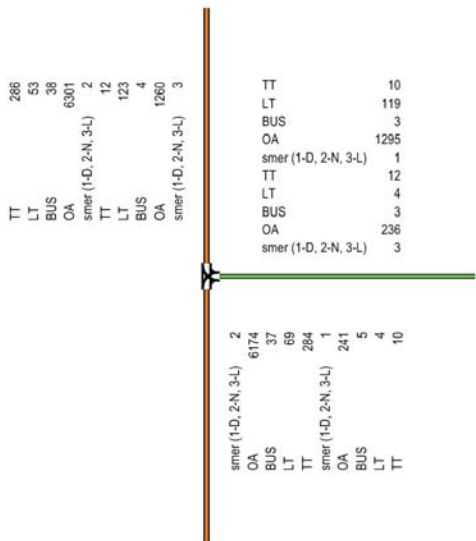 TT 286
LT 53
BUS 38
OA 6301
smer (1-D, 2-N, 3-L) 2
TT 12
LT 123
BUS 4
OA 1260
smer (1-D, 2-N, 3-L) 3
TT 10
LT 119
BUS 3
OA 1295
smer (1-D, 2-N, 3-L) 1
TT 12
LT 4
BUS 3
OA 236
smer (1-D, 2-N, 3-L) 3
smer (1-D, 2-N, 3-L) 2
OA 6174
BUS 37
LT 69
TT 284
smer (1-D, 2-N, 3-L) 1
OA 241
BUS 5
LT 4
TT 10